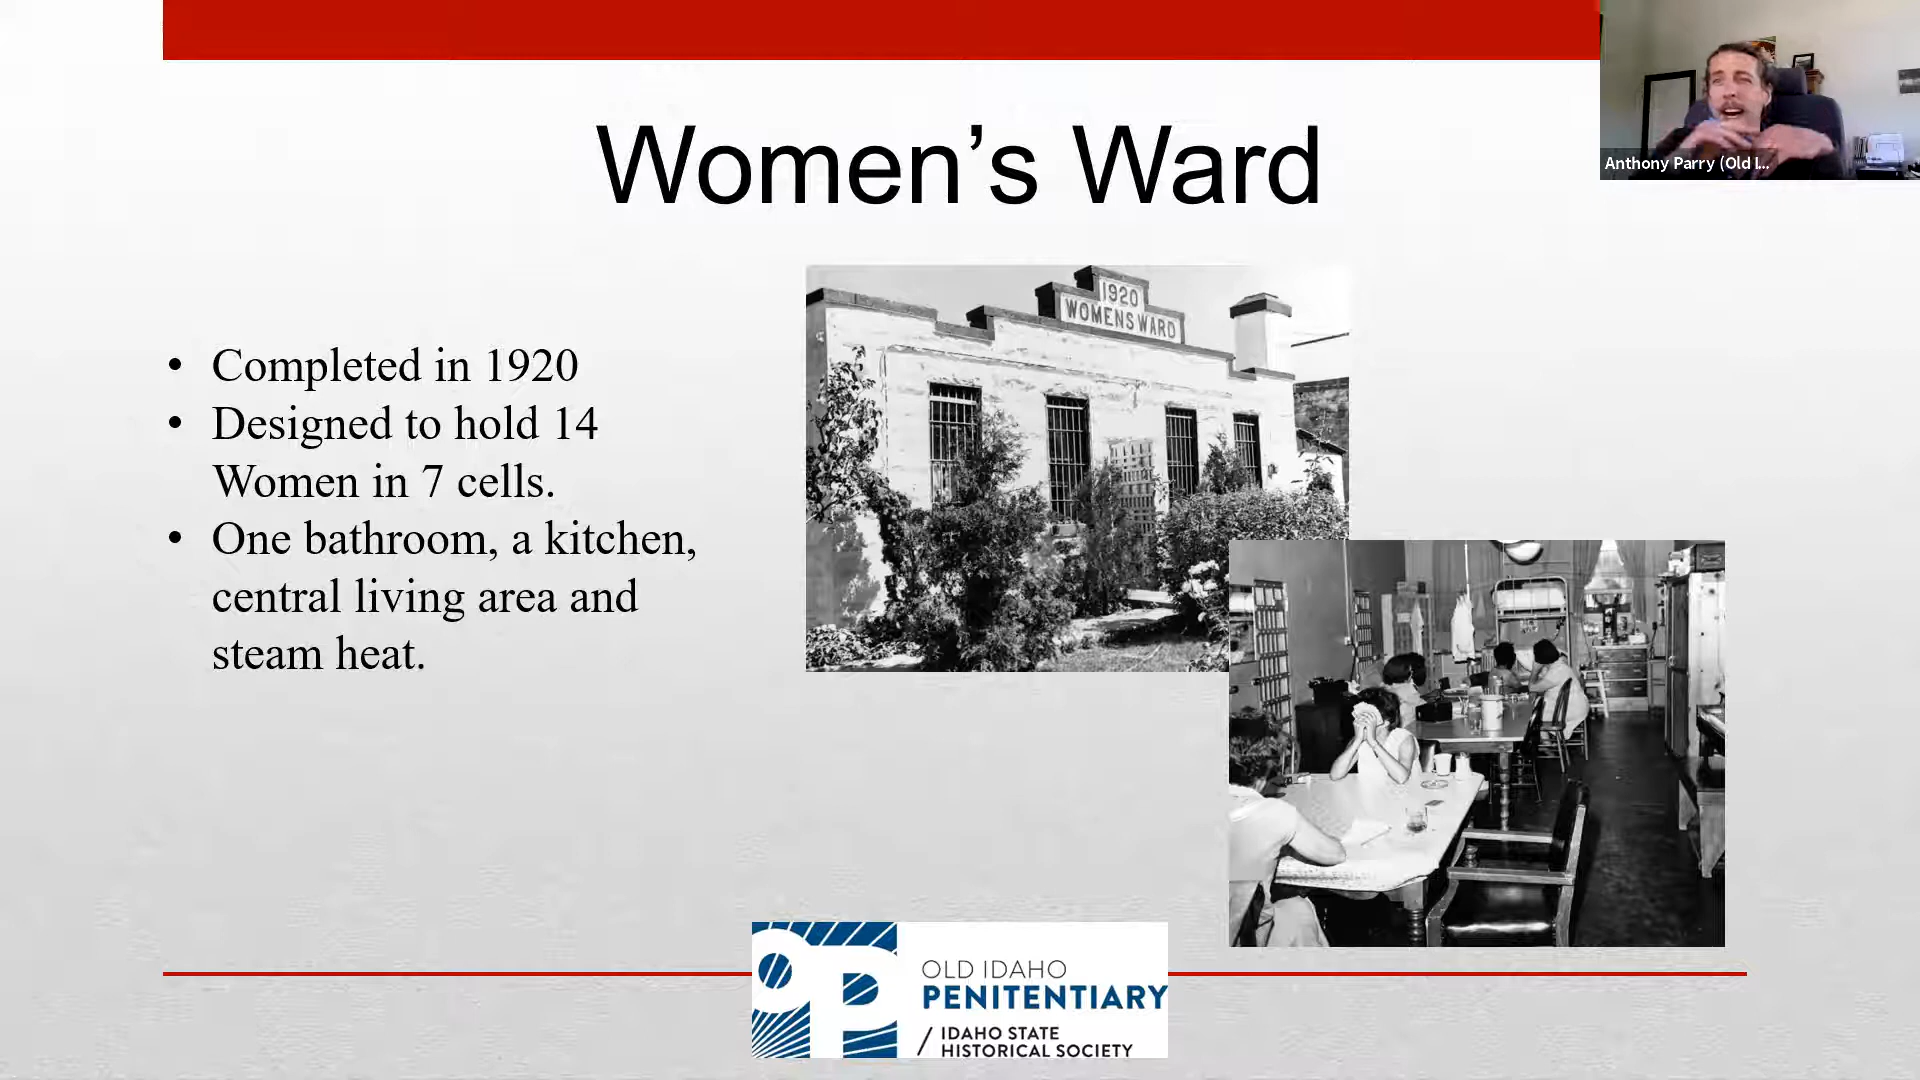 Women’s Ward
Anthony Parry (Old I...
• Completed in 1920
• Designed to hold 14
Women in 7 cells.
• One bathroom, a kitchen,
central living area and
steam heat.
1920
WOMENS WARD
OP
OLD IDAHO
PENITENTIARY
/ IDAHO STATE
HISTORICAL SOCIETY